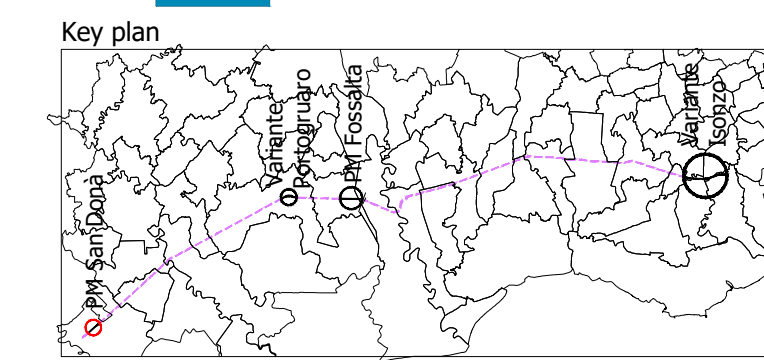 Key plan
PM San Donà
Variante
Portogruaro
PM Fossalta
Variante
Isonzo